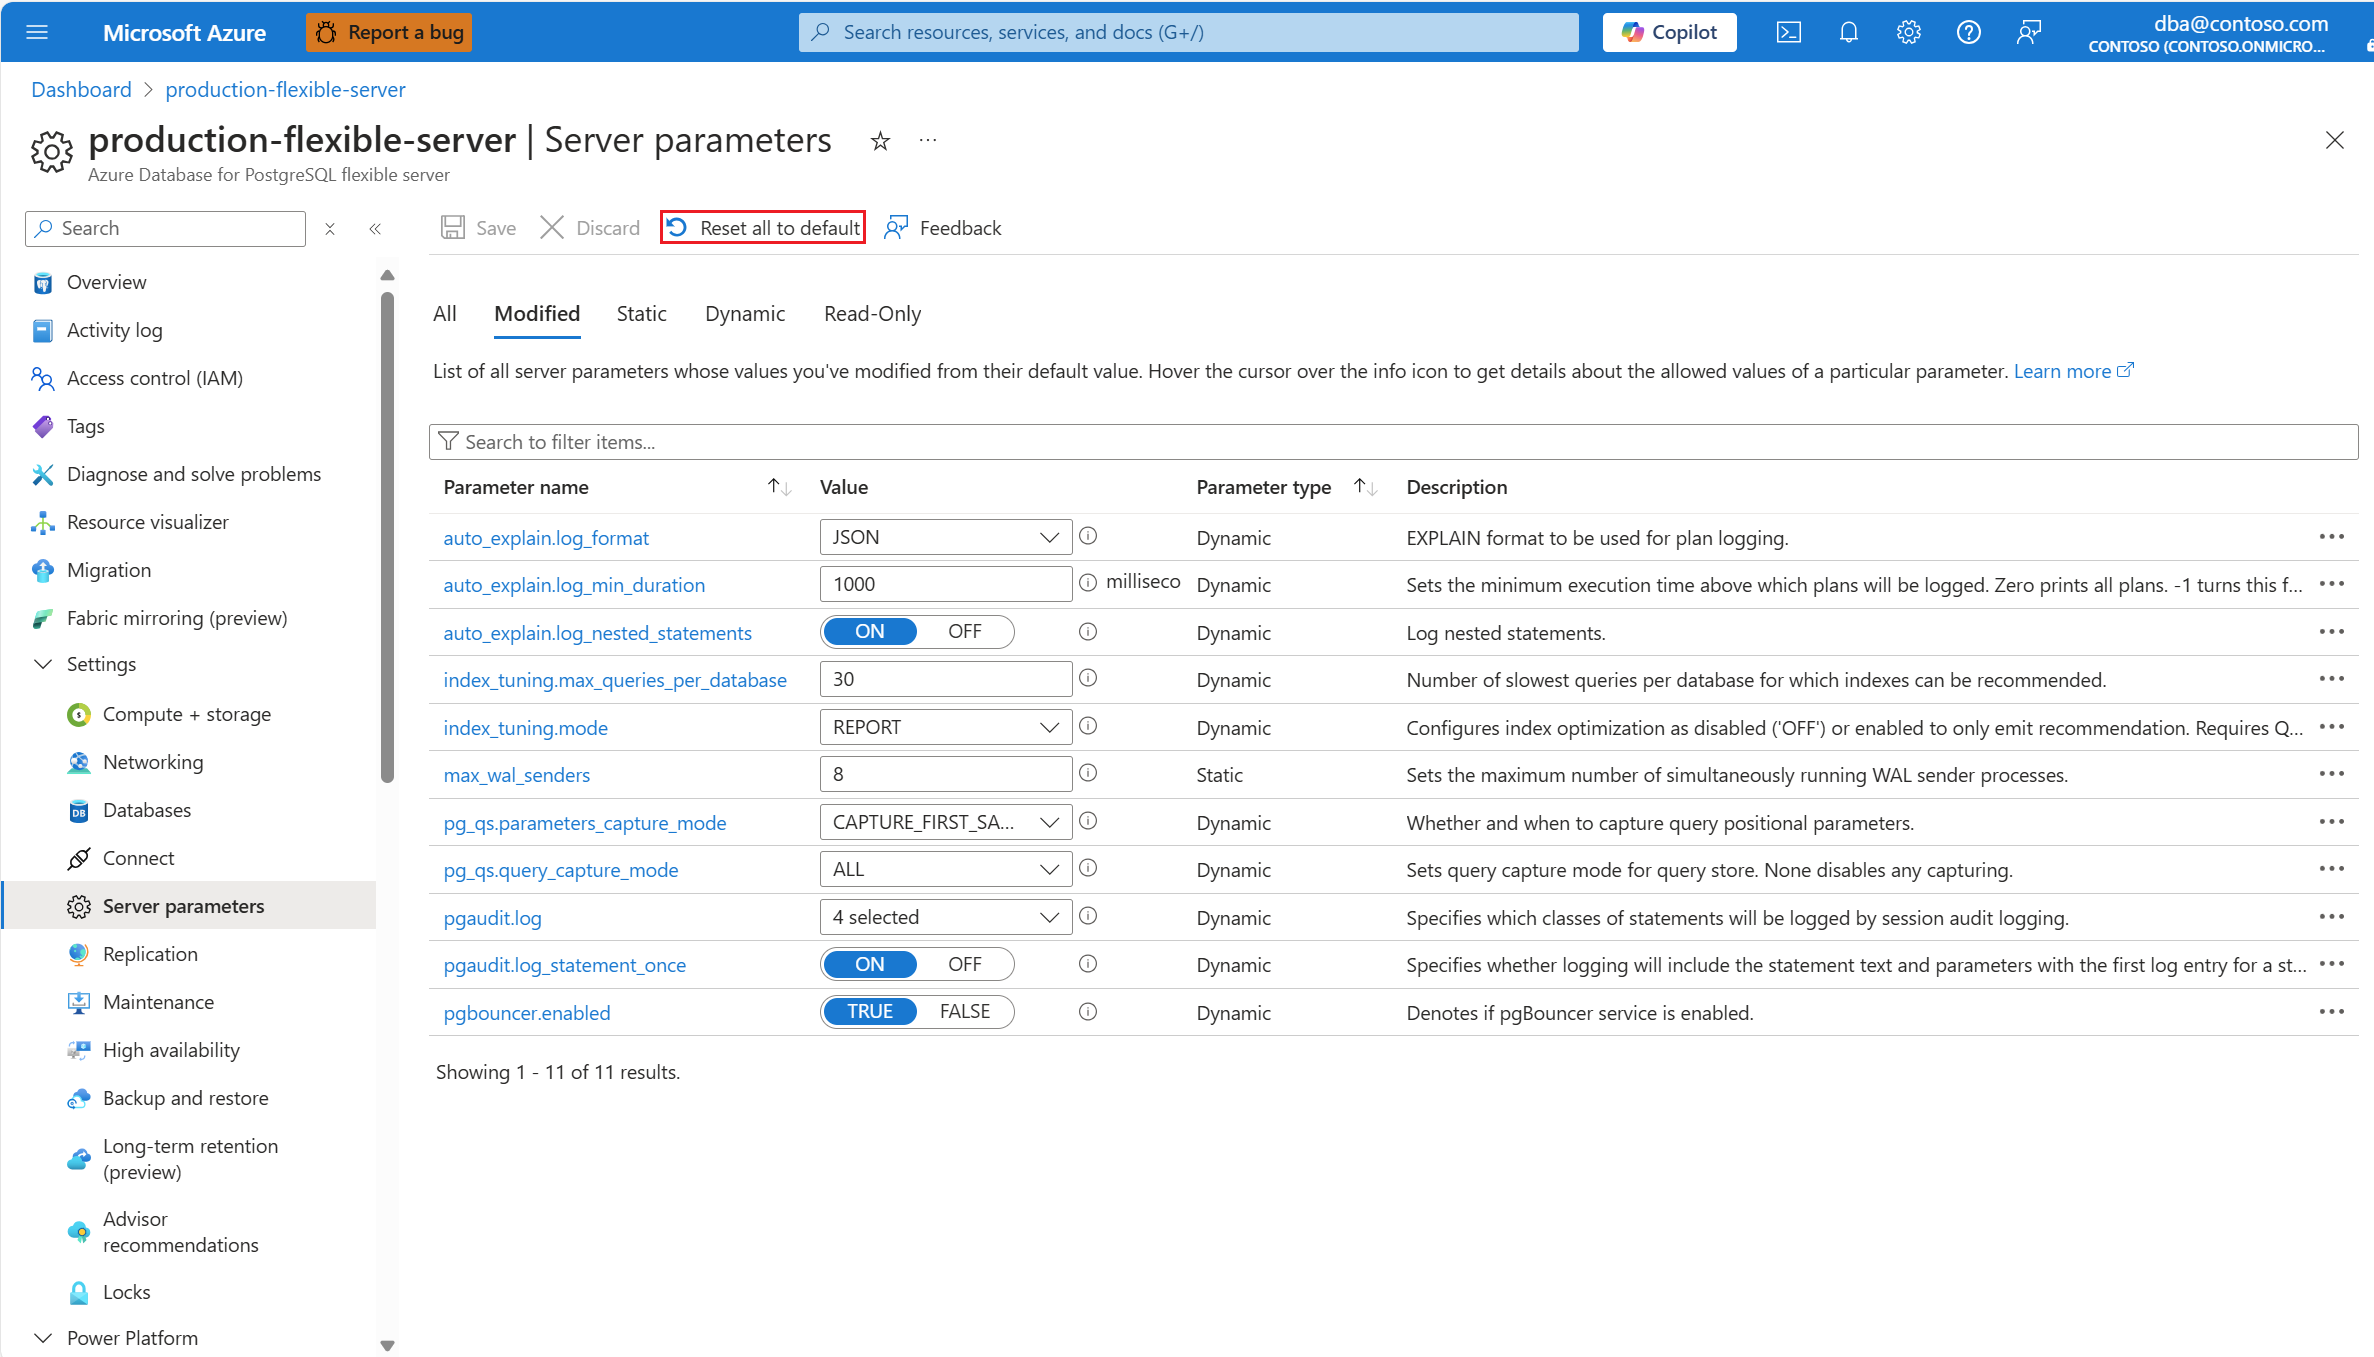 Microsoft Azure
Report a bug
Search resources, services, and docs (G+/)
Copilot
dba@contoso.com
CONTOSO (CONTOSO.ONMICRO...
Dashboard > production-flexible-server
production-flexible-server | Server parameters
Azure Database for PostgreSQL flexible server
Search
Overview
Activity log
Access control (IAM)
Tags
Diagnose and solve problems
Resource visualizer
Migration
Fabric mirroring (preview)
Settings
Compute + storage
Networking
Databases
Connect
Server parameters
Replication
Maintenance
High availability
Backup and restore
Long-term retention
(preview)
Advisor
recommendations
Locks
Power Platform
Save Discard Reset all to default Feedback
All Modified Static Dynamic Read-Only
List of all server parameters whose values you've modified from their default value. Hover the cursor over the info icon to get details about the allowed values of a particular parameter. Learn more
Search to filter items...
Parameter name Value Parameter type Description
auto_explain.log_format JSON Dynamic EXPLAIN format to be used for plan logging.
auto_explain.log_min_duration 1000 milliseco Dynamic Sets the minimum execution time above which plans will be logged. Zero prints all plans. -1 turns this f...
auto_explain.log_nested_statements ON OFF Dynamic Log nested statements.
index_tuning.max_queries_per_database 30 Dynamic Number of slowest queries per database for which indexes can be recommended.
index_tuning.mode REPORT Dynamic Configures index optimization as disabled ('OFF') or enabled to only emit recommendation. Requires Q...
max_wal_senders 8 Static Sets the maximum number of simultaneously running WAL sender processes.
pg_qs.parameters_capture_mode CAPTURE_FIRST_SA... Dynamic Whether and when to capture query positional parameters.
pg_qs.query_capture_mode ALL Dynamic Sets query capture mode for query store. None disables any capturing.
pgaudit.log 4 selected Dynamic Specifies which classes of statements will be logged by session audit logging.
pgaudit.log_statement_once ON OFF Dynamic Specifies whether logging will include the statement text and parameters with the first log entry for a st...
pgbouncer.enabled TRUE FALSE Dynamic Denotes if pgBouncer service is enabled.
Showing 1 - 11 of 11 results.